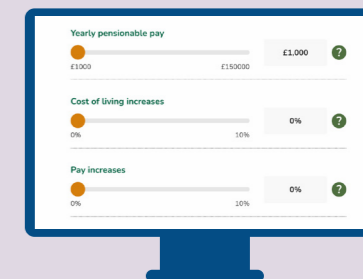 Yearly pensionable pay
£1,000 ?
£1000 £150000
Cost of living increases
0% ?
0% 10%
Pay increases
0% ?
0% 10%